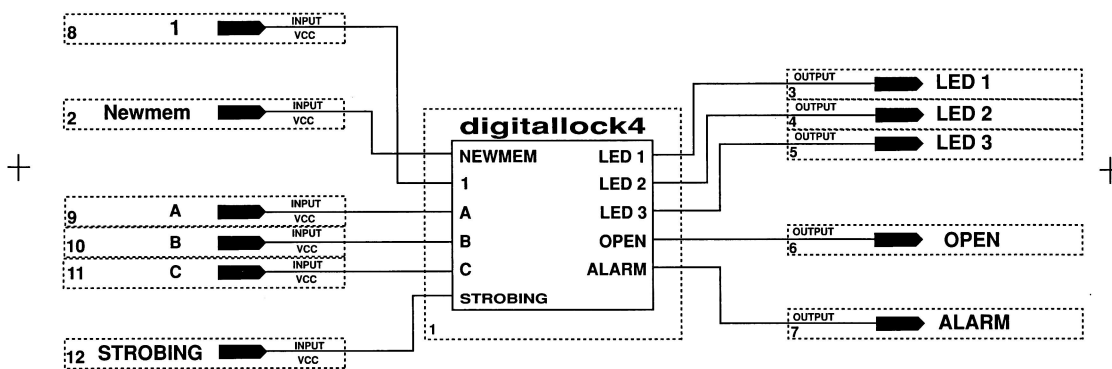 8 1 INPUT VCC
2 Newmem INPUT VCC
9 A INPUT VCC
10 B INPUT VCC
11 C INPUT VCC
12 STROBING INPUT VCC
digitallock4
NEWMEM LED 1
1 LED 2
A LED 3
B OPEN
C ALARM
STROBING
1
OUTPUT 3 LED 1
OUTPUT 4 LED 2
OUTPUT 5 LED 3
OUTPUT 6 OPEN
OUTPUT 7 ALARM